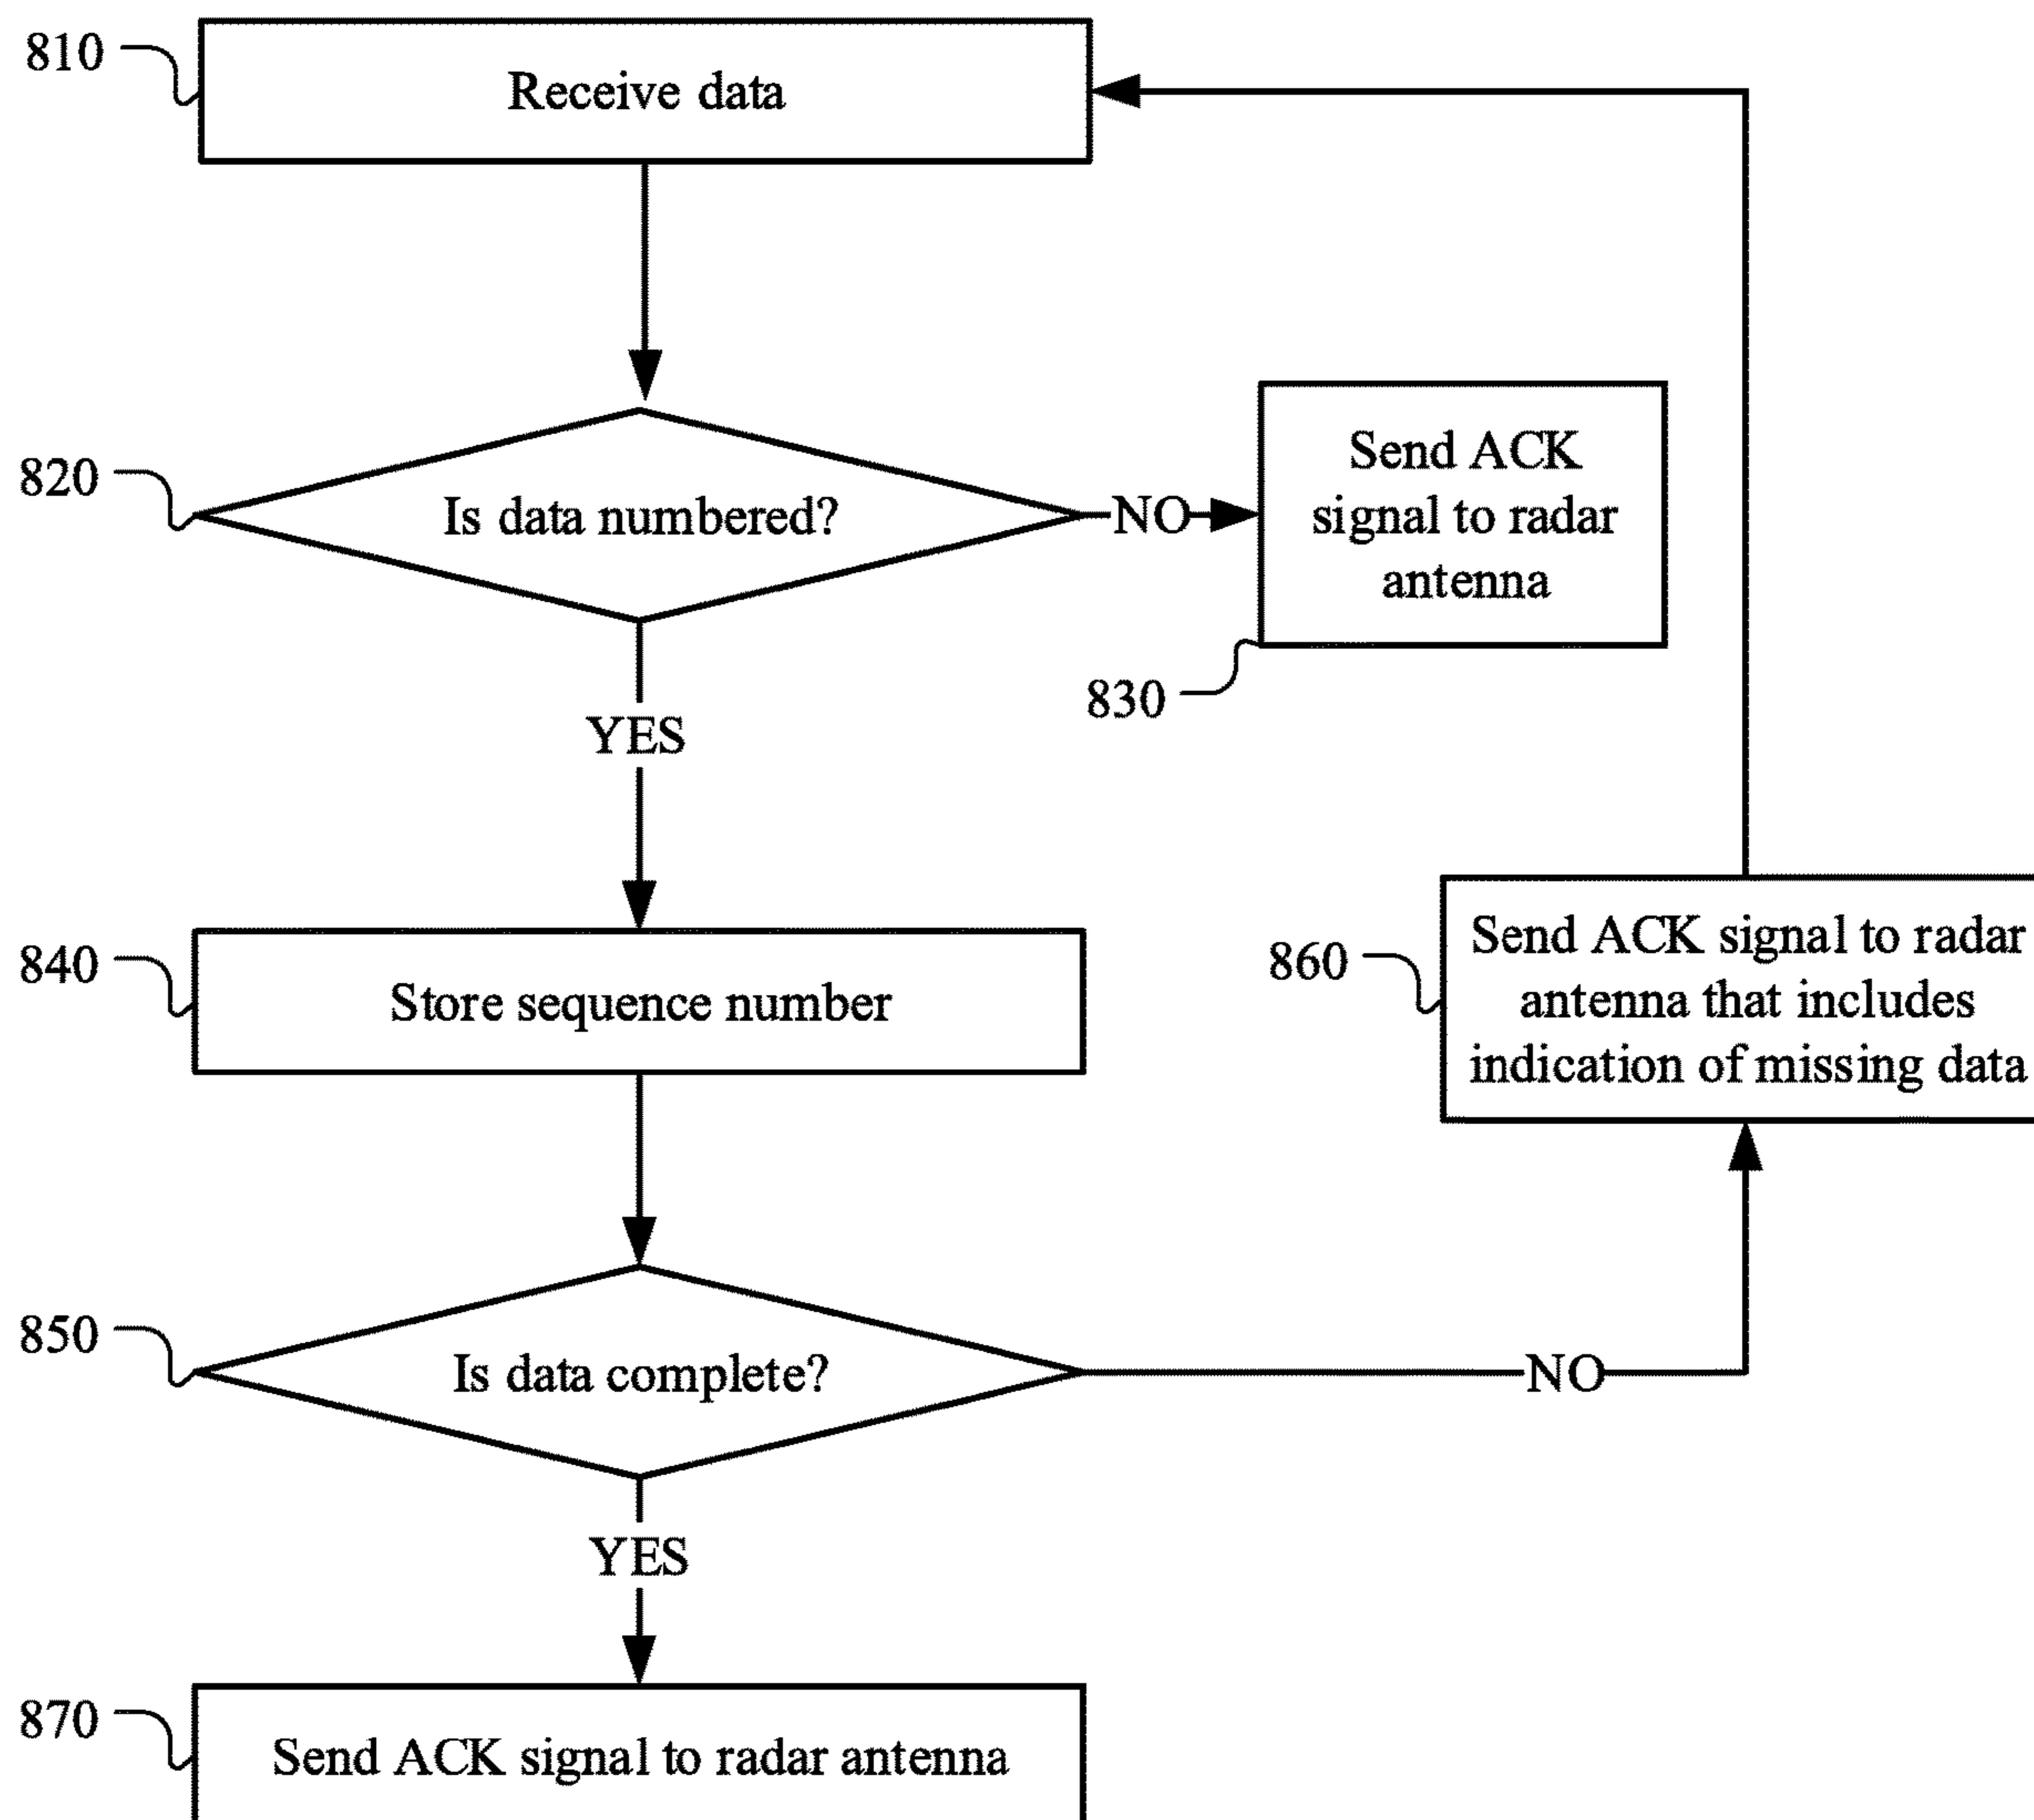 810
Receive data
820
Is data numbered?
NO
Send ACK
signal to radar
antenna
830
YES
840
Store sequence number
860
Send ACK signal to radar
antenna that includes
indication of missing data
850
Is data complete?
NO
YES
870
Send ACK signal to radar antenna